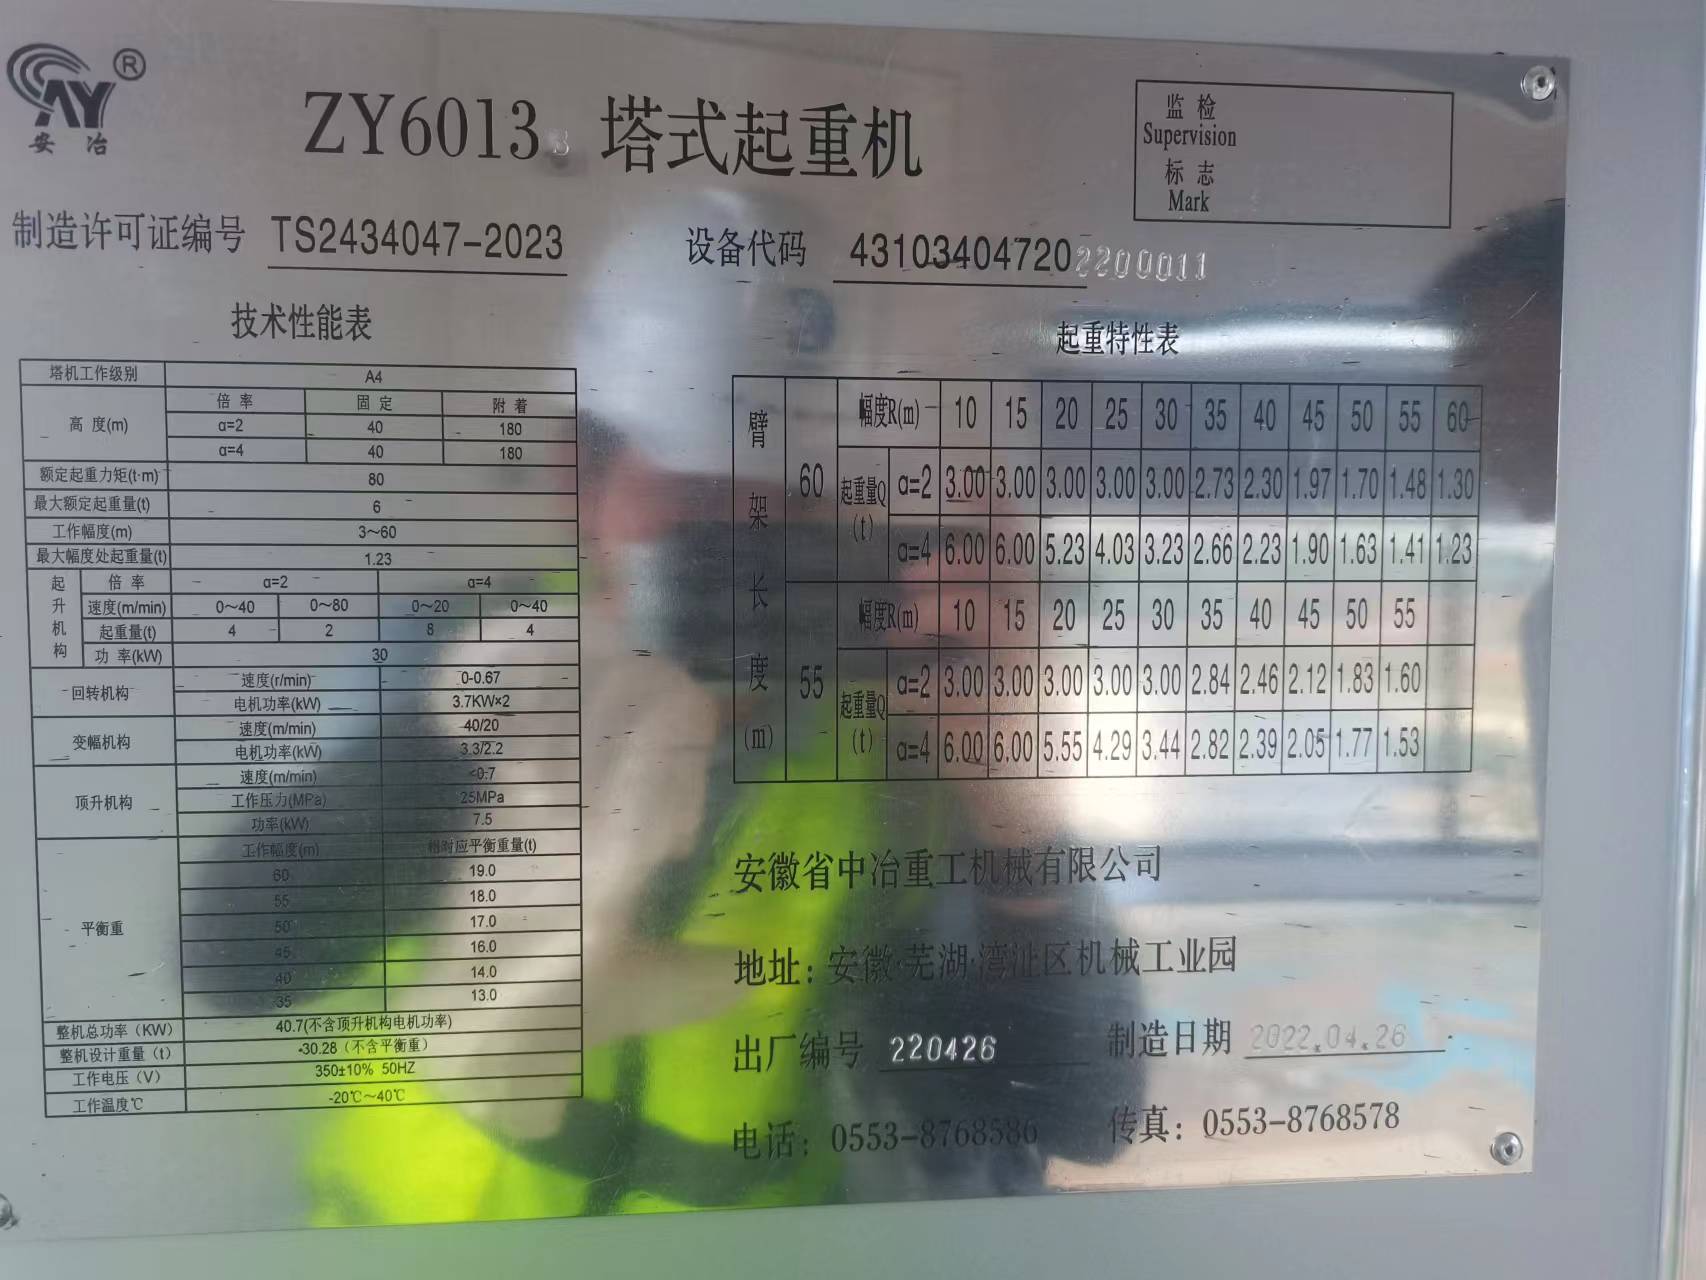 AY®
安冶
ZY6013 塔式起重机
监检
Supervision
标志
Mark
制造许可证编号 TS2434047-2023 设备代码 431034047202200011
技术性能表
塔机工作级别 A4
高度(m) 倍率 固定 附着
α=2 40 180
α=4 40 180
额定起重力矩(t·m) 80
最大额定起重量(t) 6
工作幅度(m) 3~60
最大幅度处起重量(t) 1.23
起升机构 倍率 α=2 α=4
速度(m/min) 0~40 0~80 0~20 0~40
起重量(t) 4 2 8 4
功率(kW) 30
回转机构 速度(r/min) 0-0.67
电机功率(kW) 3.7KW×2
变幅机构 速度(m/min) 40/20
电机功率(kW) 3.3/2.2
顶升机构 速度(m/min) <0.7
工作压力(MPa) 25MPa
功率(kW) 7.5
平衡重 工作幅度(m) 相对应平衡重量(t)
60 19.0
55 18.0
50 17.0
45 16.0
40 14.0
35 13.0
整机总功率（KW） 40.7(不含顶升机构电机功率)
整机设计重量（t） 30.28（不含平衡重）
工作电压（V） 350±10% 50HZ
工作温度℃ -20℃~40℃
起重特性表
臂架长度(m) 60 幅度R(m) 10 15 20 25 30 35 40 45 50 55 60
起重量Q(t) α=2 3.00 3.00 3.00 3.00 3.00 2.73 2.30 1.97 1.70 1.48 1.30
α=4 6.00 6.00 5.23 4.03 3.23 2.66 2.23 1.90 1.63 1.41 1.23
55 幅度R(m) 10 15 20 25 30 35 40 45 50 55
起重量Q(t) α=2 3.00 3.00 3.00 3.00 3.00 2.84 2.46 2.12 1.83 1.60
α=4 6.00 6.00 5.55 4.29 3.44 2.82 2.39 2.05 1.77 1.53
安徽省中冶重工机械有限公司
地址：安徽·芜湖·湾沚区机械工业园
出厂编号 220426 制造日期 2022.04.26
电话：0553-8768586 传真：0553-8768578